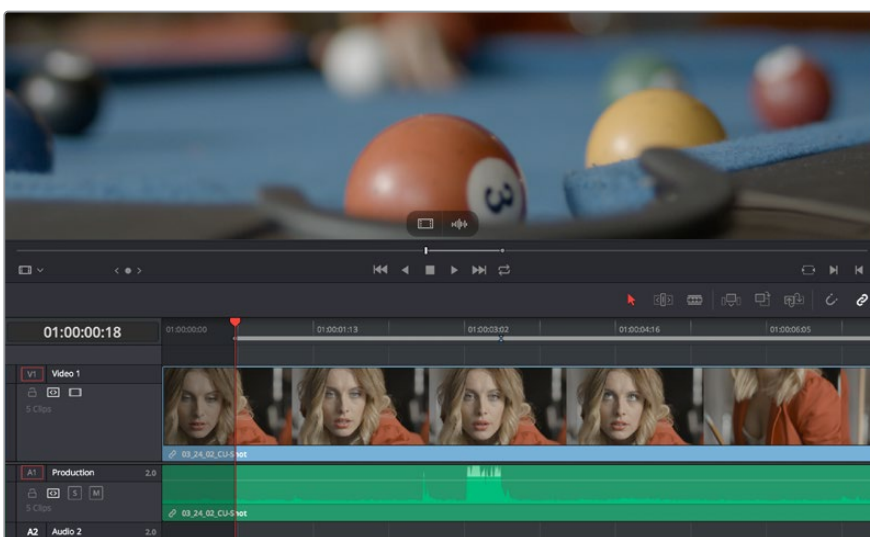 3
01:00:00:18
01:00:00:00
01:00:01:13
01:00:03:02
01:00:04:16
01:00:06:05
V1 Video 1
5 Clips
03_24_02_CU-Shot
A1 Production 2.0
S M
5 Clips
03_24_02_CU-Shot
A2 Audio 2 2.0